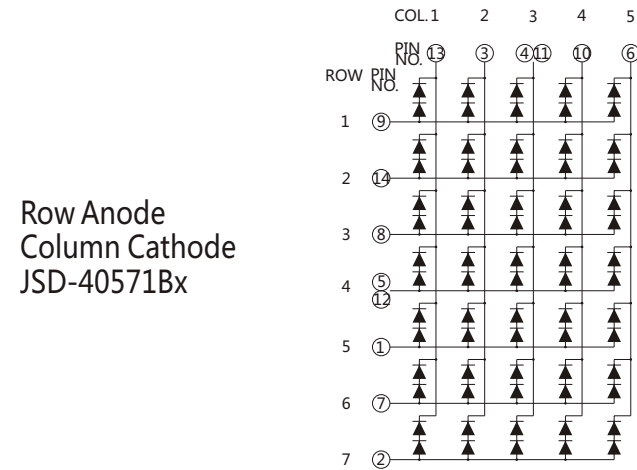 COL.1 2 3 4 5
PIN NO. 13 3 4 11 10 6
ROW PIN NO.
1 9
2 14
Row Anode
3 8
Column Cathode
JSD-40571Bx
4 5 12
5 1
6 7
7 2